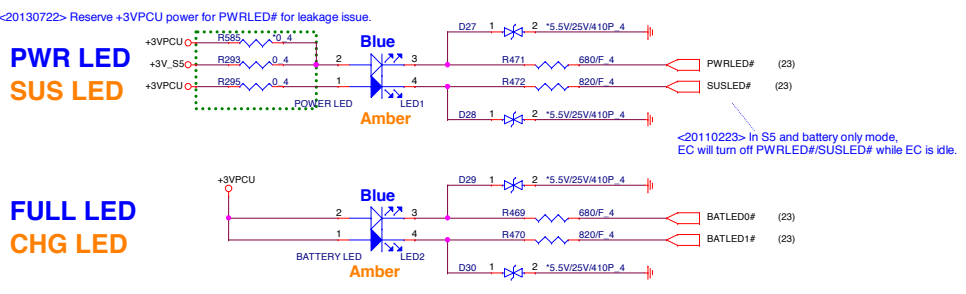 <20130722> Reserve +3VPCU power for PWRLED# for leakage issue.
PWR LED
SUS LED
+3VPCU R585 *0_4
+3V_S5 R293 0_4
+3VPCU R295 0_4
Blue
2 3
1 4
POWER LED LED1
Amber
D27 1 2 *5.5V/25V/410P_4
R471 680/F_4 PWRLED# (23)
R472 820/F_4 SUSLED# (23)
D28 1 2 *5.5V/25V/410P_4
<20110223> In S5 and battery only mode,
EC will turn off PWRLED#/SUSLED# while EC is idle.
FULL LED
CHG LED
+3VPCU
Blue
2 3
1 4
BATTERY LED LED2
Amber
D29 1 2 *5.5V/25V/410P_4
R469 680/F_4 BATLED0# (23)
R470 820/F_4 BATLED1# (23)
D30 1 2 *5.5V/25V/410P_4